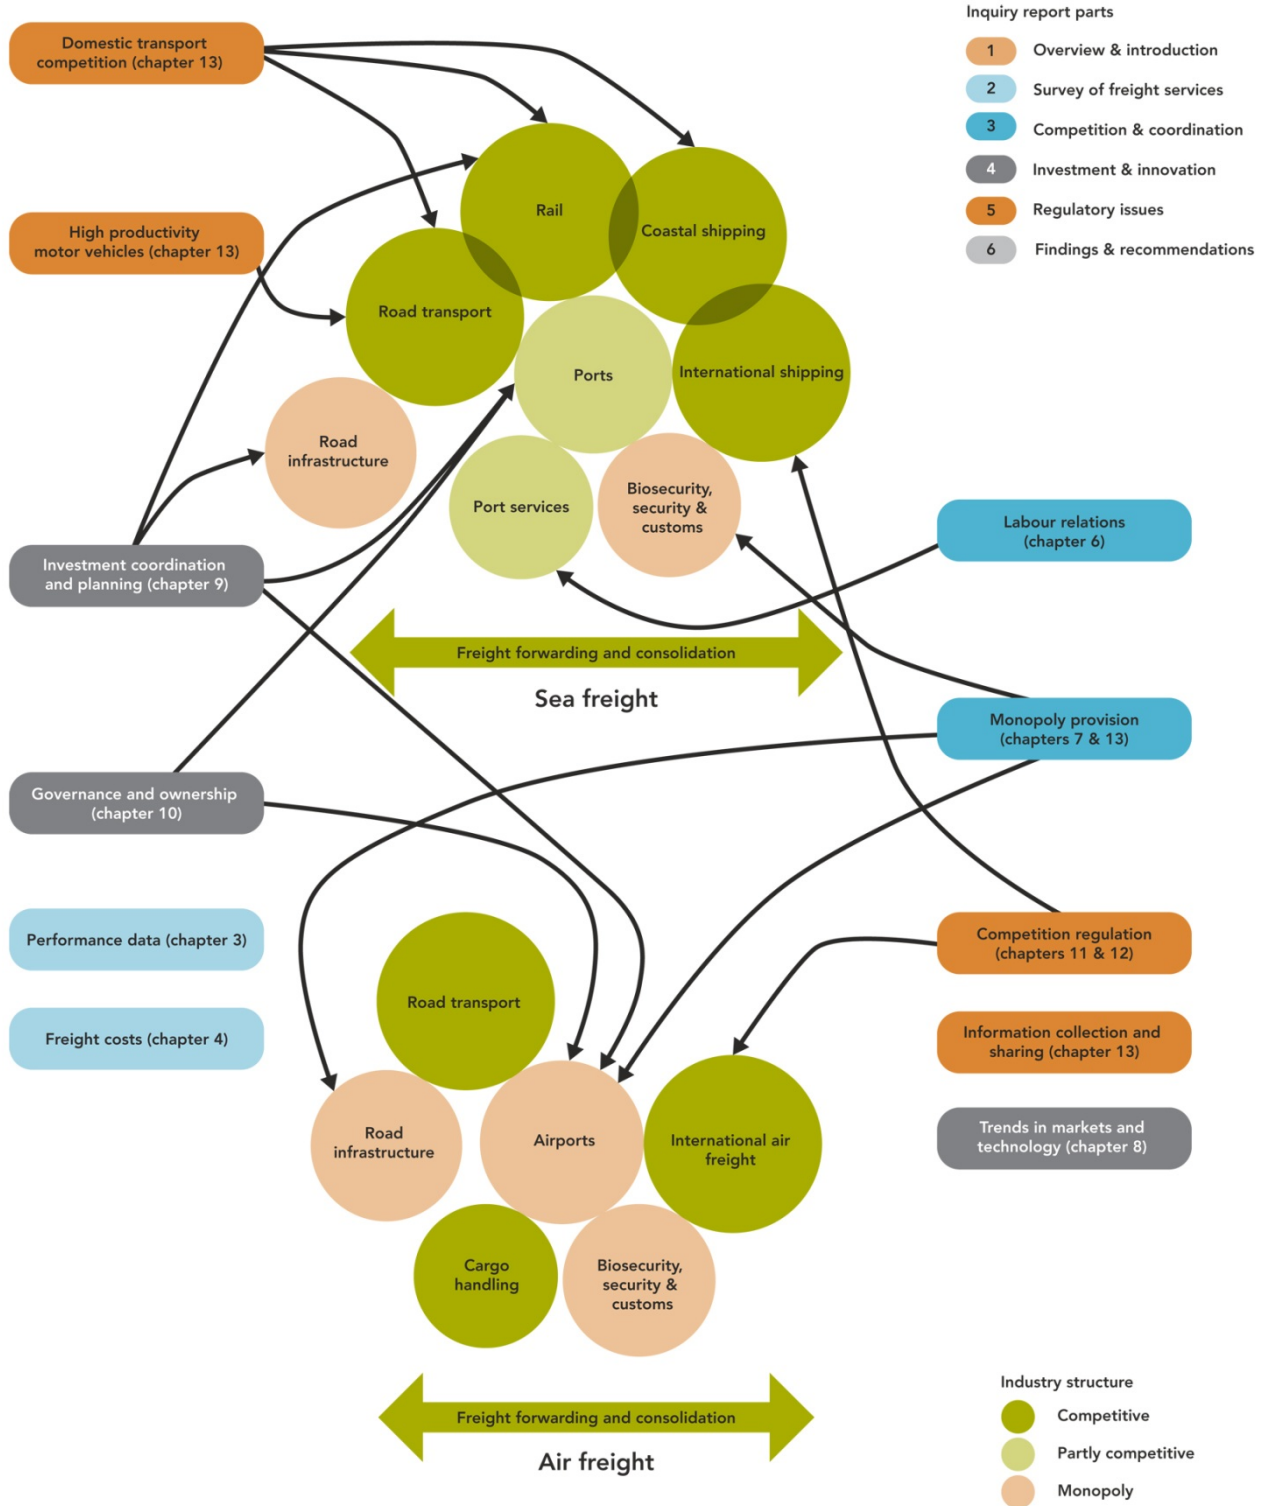 Inquiry report parts
1 Overview & introduction
2 Survey of freight services
3 Competition & coordination
4 Investment & innovation
5 Regulatory issues
6 Findings & recommendations
Domestic transport
competition (chapter 13)
High productivity
motor vehicles (chapter 13)
Rail
Coastal shipping
Road transport
Ports
International shipping
Road
infrastructure
Port services
Biosecurity,
security &
customs
Labour relations
(chapter 6)
Investment coordination
and planning (chapter 9)
Freight forwarding and consolidation
Sea freight
Monopoly provision
(chapters 7 & 13)
Governance and ownership
(chapter 10)
Performance data (chapter 3)
Freight costs (chapter 4)
Competition regulation
(chapters 11 & 12)
Information collection and
sharing (chapter 13)
Trends in markets and
technology (chapter 8)
Road transport
Road
infrastructure
Airports
International air
freight
Cargo
handling
Biosecurity,
security &
customs
Freight forwarding and consolidation
Air freight
Industry structure
Competitive
Partly competitive
Monopoly